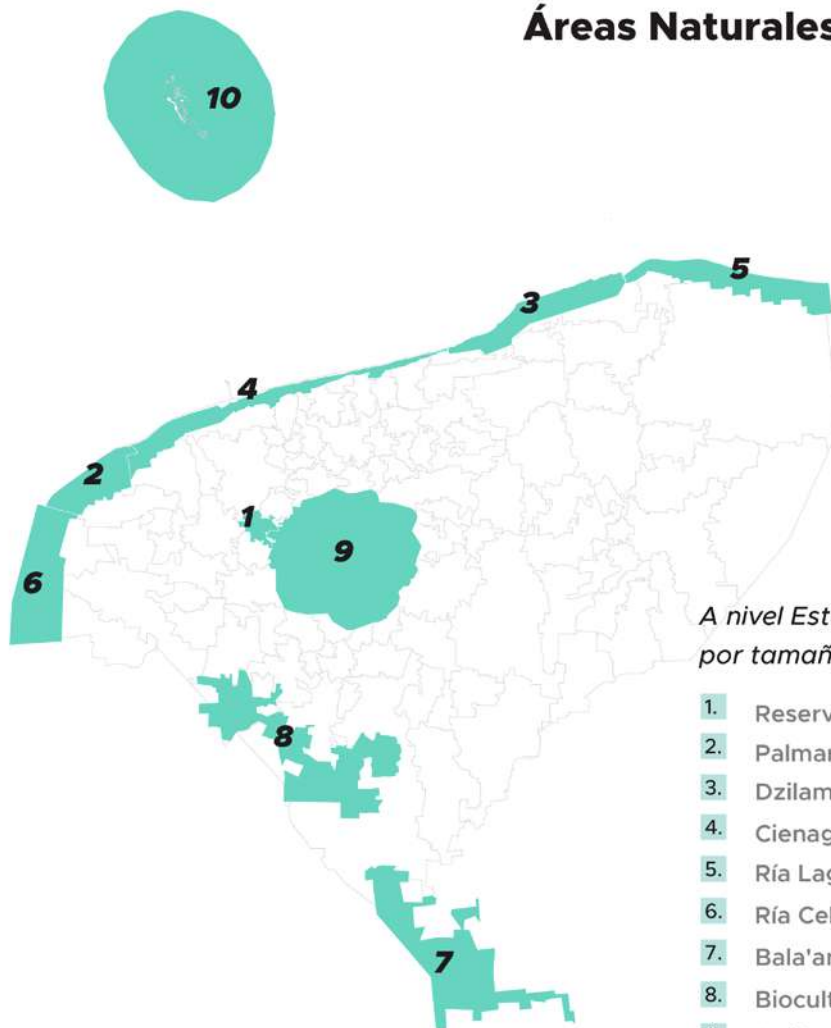 Áreas Naturales
10
5
3
4
2
1
9
6
8
7
A nivel Est
por tamañ
1. Reserv
2. Palmar
3. Dzilam
4. Cienag
5. Ría Lag
6. Ría Cel
7. Bala'an
8. Biocult